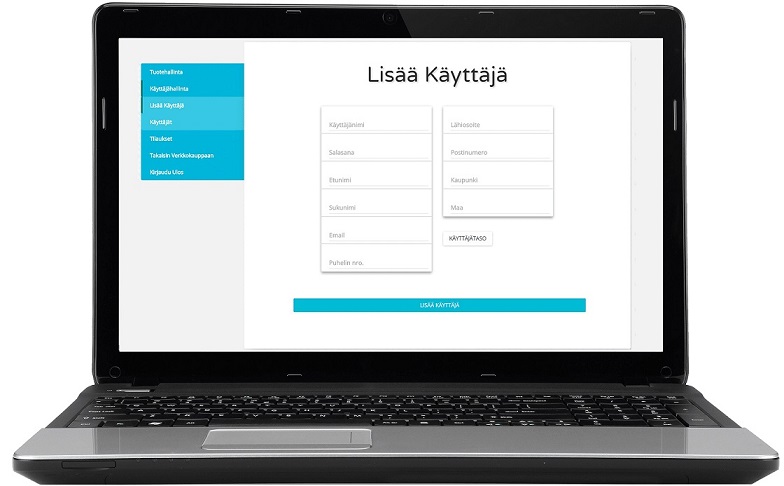 Tuotehallinta
Käyttäjähallinta
Lisää Käyttäjä
Käyttäjät
Tilaukset
Takaisin Verkkokauppaan
Kirjaudu Ulos
Lisää Käyttäjä
Käyttäjänimi
Salasana
Etunimi
Sukunimi
Email
Puhelin nro.
Lähiosoite
Postinumero
Kaupunki
Maa
KÄYTTÄJÄTASO
LISÄÄ KÄYTTÄJÄ